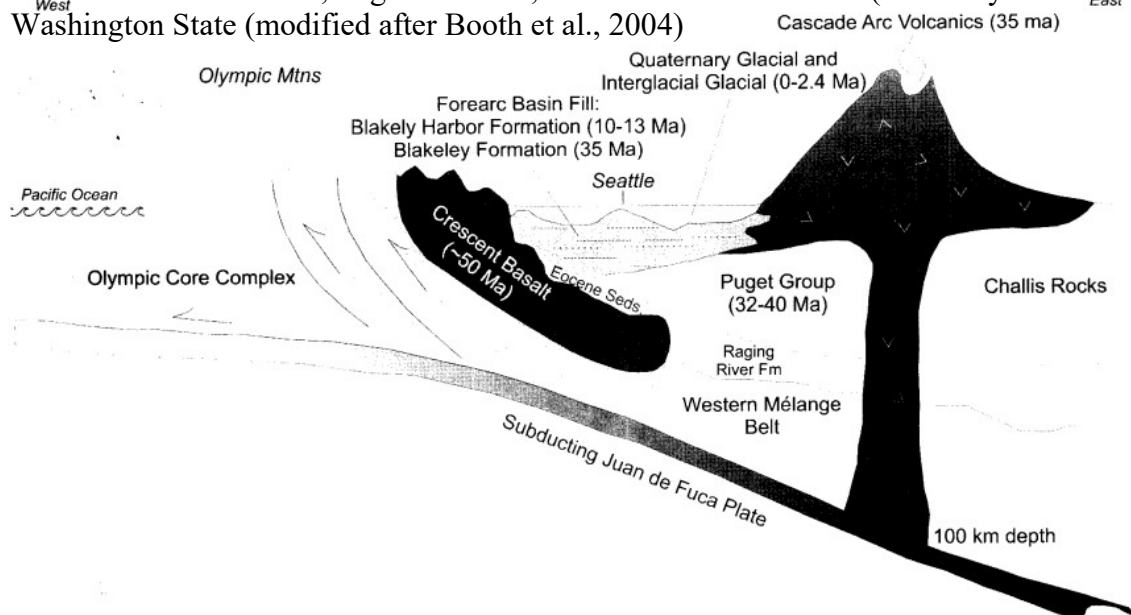 West
East
Washington State (modified after Booth et al., 2004)
Cascade Arc Volcanics (35 ma)
Olympic Mtns
Quaternary Glacial and
Interglacial Glacial (0-2.4 Ma)
Forearc Basin Fill:
Blakely Harbor Formation (10-13 Ma)
Blakeley Formation (35 Ma)
Seattle
Pacific Ocean
Crescent Basalt
(~50 Ma)
Olympic Core Complex
Eocene Seds.
Puget Group
(32-40 Ma)
Challis Rocks
Raging
River Fm
Western Mélange
Belt
Subducting Juan de Fuca Plate
100 km depth